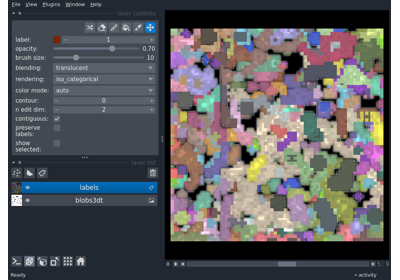 File View Plugins Window Help
layer controls
label: 1
opacity: 0.70
brush size: 10
blending: translucent
rendering: iso_categorical
color mode: auto
contour: 0
n edit dim: 2
contiguous:
preserve
labels:
show
selected:
layer list
labels
blobs3dt
Ready
activity